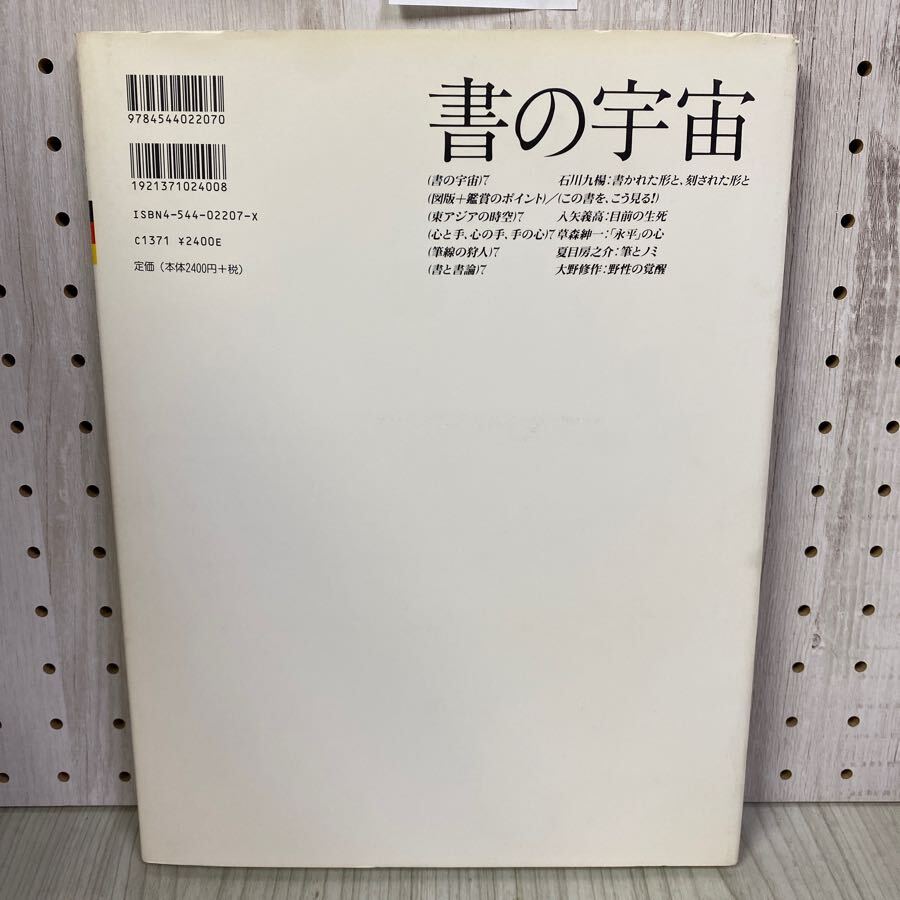 9784544022070
1921371024008
ISBN4-544-02207-X
C1371 ¥2400E
定価（本体2400円+税）
書の宇宙
(書の宇宙)7 石川九楊：書かれた形と、刻された形と
(図版+鑑賞のポイント)／(この書を、こう見る!)
(東アジアの時空)7 入矢義高：目前の生死
(心と手、心の手、手の心)7 草森紳一：「永平」の心
(筆線の狩人)7 夏目房之介：筆とノミ
(書と書論)7 大野修作：野性の覚醒